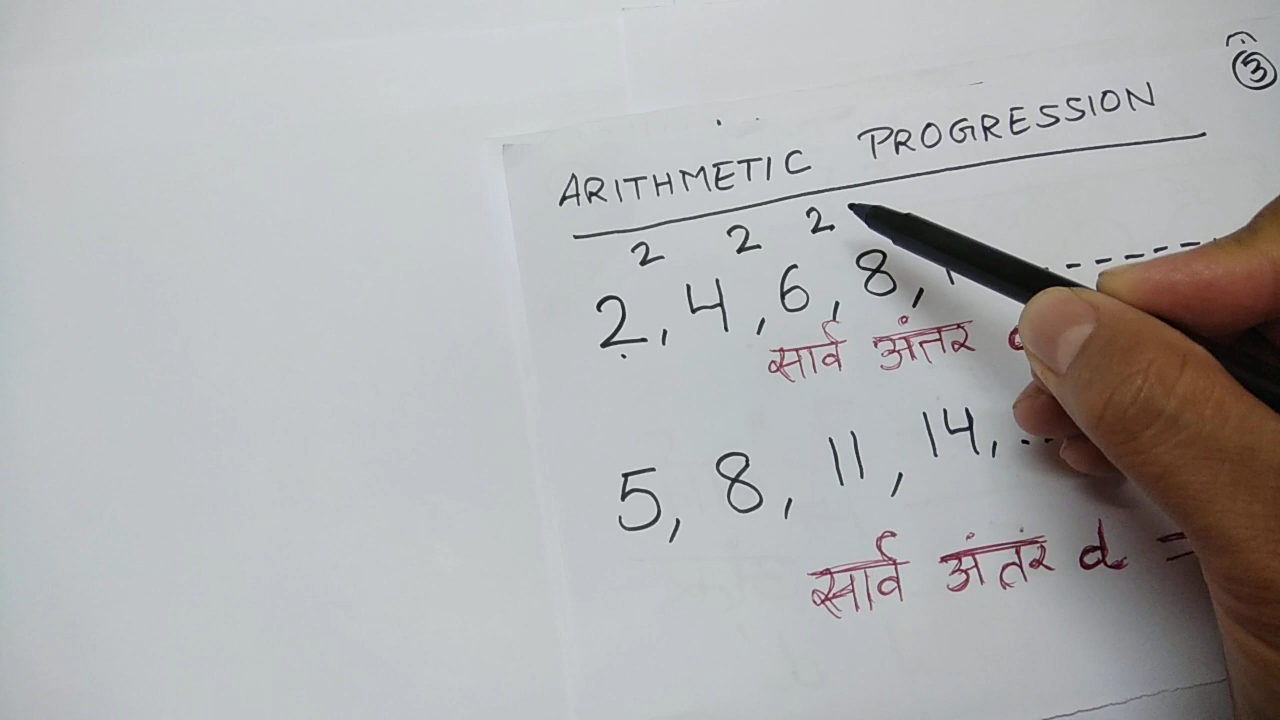 3
ARITHMETIC PROGRESSION
2 2 2
2, 4, 6, 8,
सार्व अंतर
5, 8, 11, 14, ...
सार्व अंतर d =